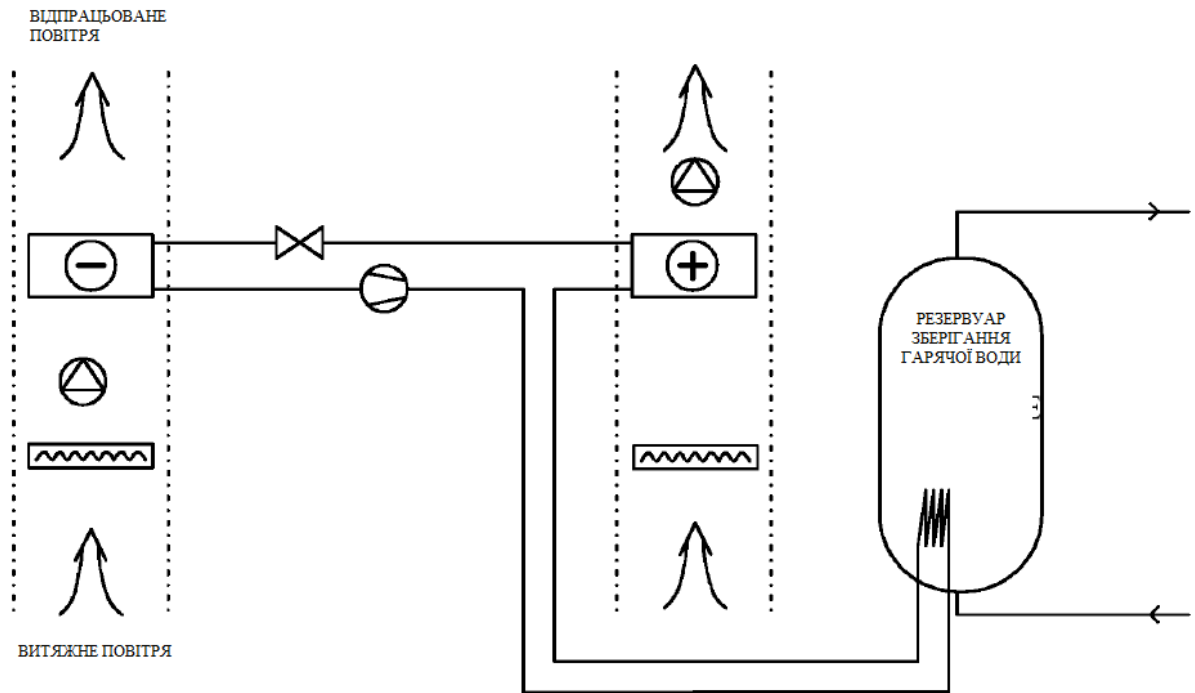 ВІДПРАЦЬОВАНЕ
ПОВІТРЯ
РЕЗЕРВУАР
ЗБЕРІГАННЯ
ГАРЯЧОЇ ВОДИ
ВИТЯЖНЕ ПОВІТРЯ